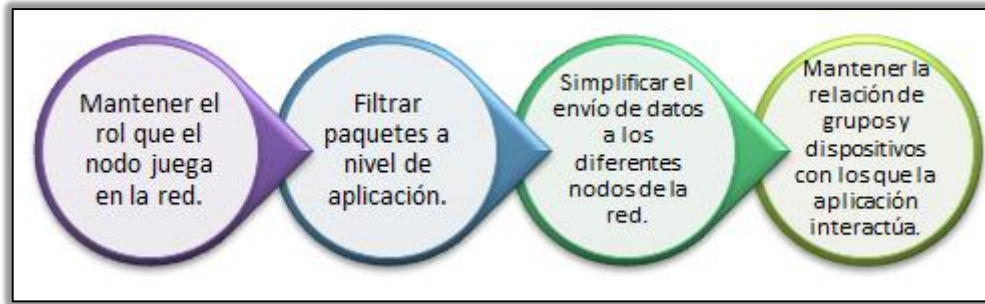 Mantener el
rol que el
nodo juega
en la red.
Filtrar
paquetes a
nivel de
aplicación.
Simplificar el
envío de datos
a los
diferentes
nodos de la
red.
Mantener la
relación de
grupos y
dispositivos
con los que la
aplicación
interactúa.